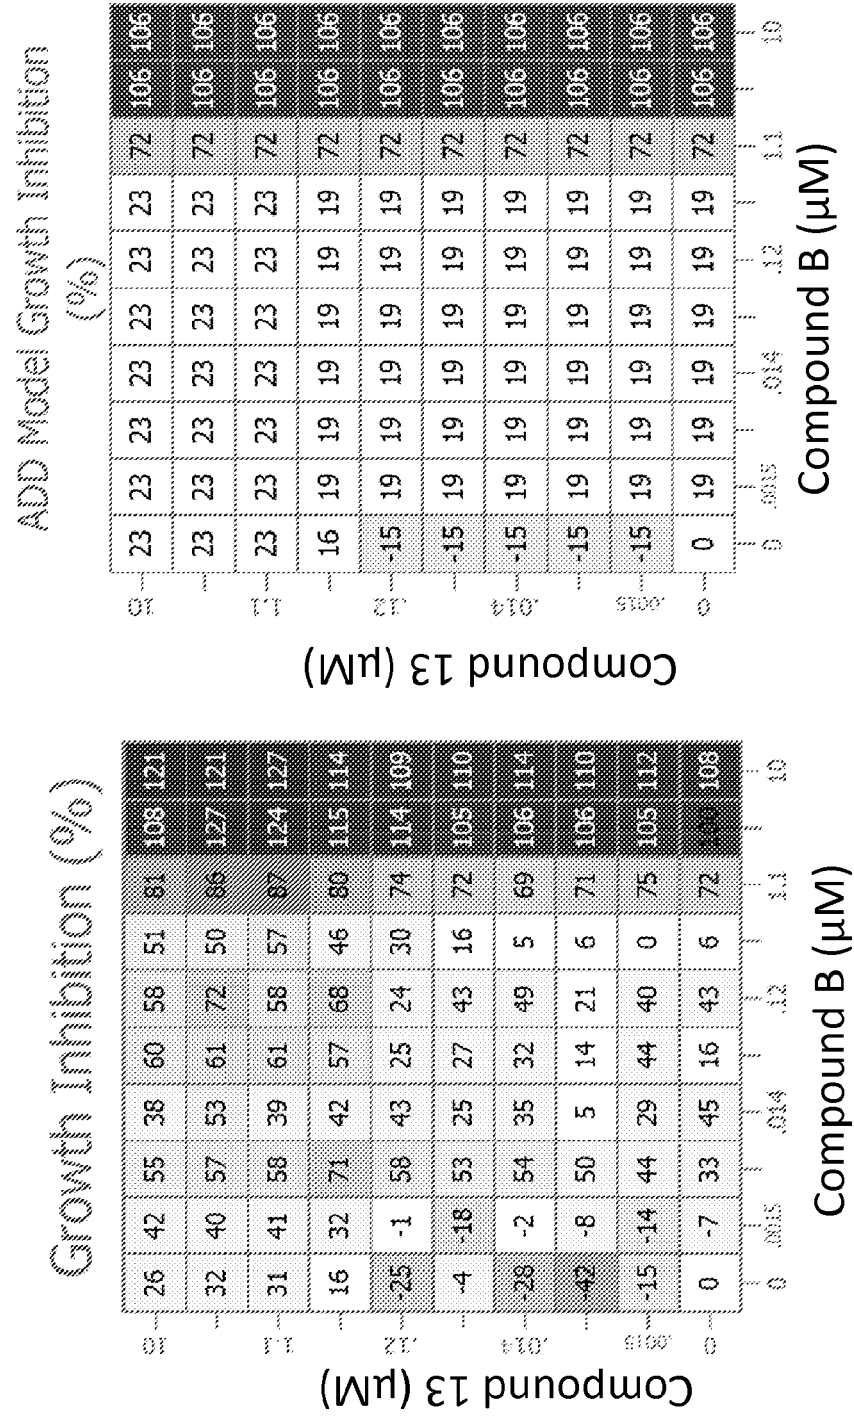 Growth Inhibition (%)
10 26 42 55 38 60 58 51 81 108 121
32 40 57 53 61 72 50 86 127 121
1.1 31 41 58 39 61 58 57 87 124 127
16 32 71 42 57 68 46 80 115 114
.12 -25 -1 58 43 25 24 30 74 114 109
-4 -18 53 25 27 43 16 72 105 110
.014 -28 -2 54 35 32 49 5 69 106 114
-42 -8 50 5 14 21 6 71 106 110
.0015 -15 -14 44 29 44 40 0 75 105 112
0 0 -7 33 45 16 43 6 72 108
0 .0015 .014 .12 1.1 10
Compound 13 (µM)
Compound B (µM)
ADD Model Growth Inhibition
(%)
10 23 23 23 23 23 23 23 72 106 106
23 23 23 23 23 23 23 72 106 106
1.1 23 23 23 23 23 23 23 72 106 106
16 19 19 19 19 19 19 72 106 106
.12 -15 19 19 19 19 19 19 72 106 106
-15 19 19 19 19 19 19 72 106 106
.014 -15 19 19 19 19 19 19 72 106 106
-15 19 19 19 19 19 19 72 106 106
.0015 -15 19 19 19 19 19 19 72 106 106
0 0 19 19 19 19 19 19 72 106 106
0 .0015 .014 .12 1.1 10
Compound 13 (µM)
Compound B (µM)